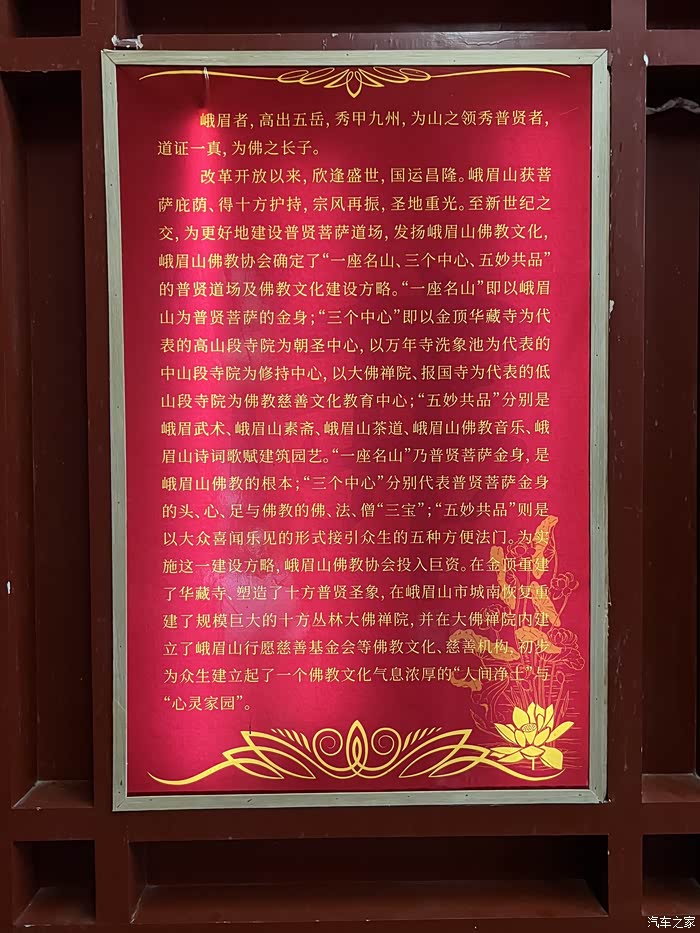 峨眉者,高出五岳,秀甲九州,为山之领秀普贤者,
道证一真,为佛之长子。
改革开放以来,欣逢盛世,国运昌隆。峨眉山获菩
萨庇荫、得十方护持,宗风再振,圣地重光。至新世纪之
交,为更好地建设普贤菩萨道场,发扬峨眉山佛教文化,
峨眉山佛教协会确定了“一座名山、三个中心、五妙共品”
的普贤道场及佛教文化建设方略。“一座名山”即以峨眉
山为普贤菩萨的金身;“三个中心”即以金顶华藏寺为代
表的高山段寺院为朝圣中心,以万年寺洗象池为代表的
中山段寺院为修持中心,以大佛禅院、报国寺为代表的低
山段寺院为佛教慈善文化教育中心;“五妙共品”分别是
峨眉武术、峨眉山素斋、峨眉山茶道、峨眉山佛教音乐、峨
眉山诗词歌赋建筑园艺。“一座名山”乃普贤菩萨金身,是
峨眉山佛教的根本;“三个中心”分别代表普贤菩萨金身
的头、心、足与佛教的佛、法、僧“三宝”;“五妙共品”则是
以大众喜闻乐见的形式接引众生的五种方便法门。为实
施这一建设方略,峨眉山佛教协会投入巨资。在金顶重建
了华藏寺、塑造了十方普贤圣象,在峨眉山市城南恢复重
建了规模巨大的十方丛林大佛禅院,并在大佛禅院内建
立了峨眉山行愿慈善基金会等佛教文化、慈善机构,初步
为众生建立起了一个佛教文化气息浓厚的“人间净土”与
“心灵家园”。
汽车之家